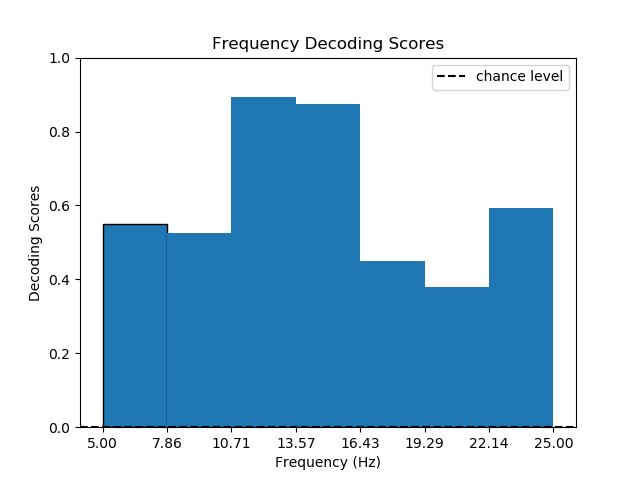 Frequency Decoding Scores
chance level
1.0
0.8
0.6
0.4
0.2
0.0
Decoding Scores
5.00 7.86 10.71 13.57 16.43 19.29 22.14 25.00
Frequency (Hz)